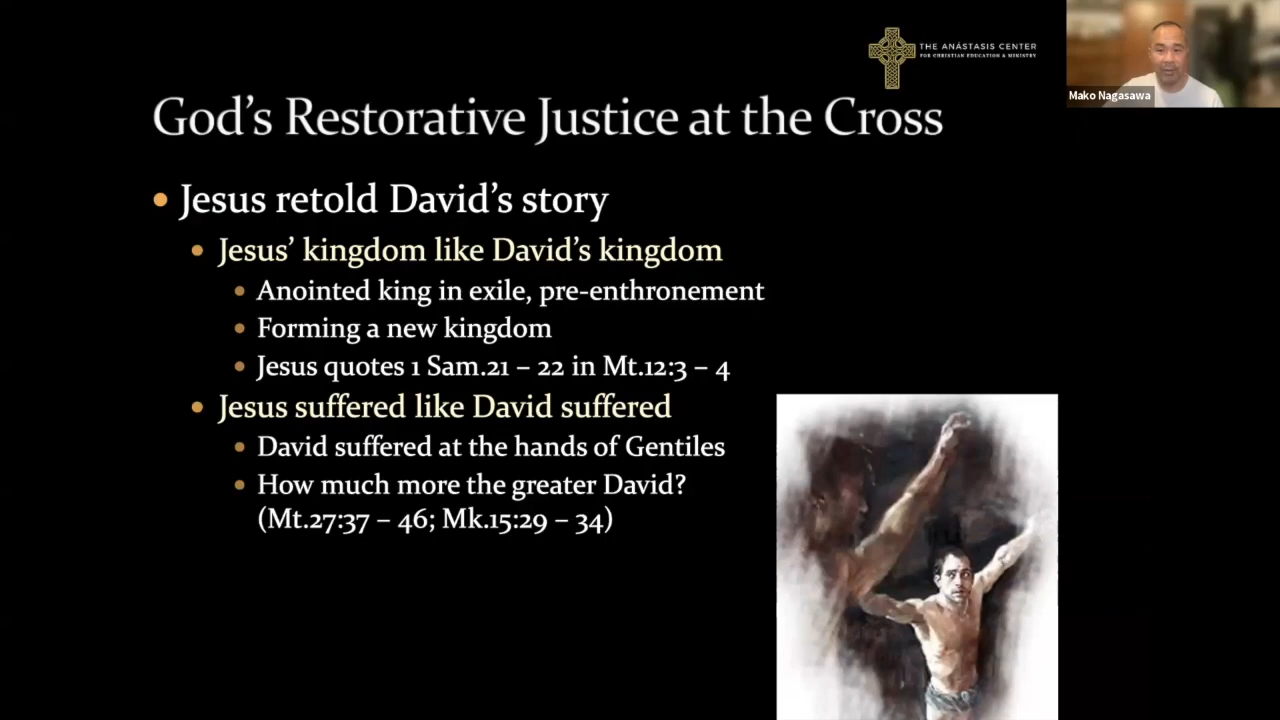 THE ANÁSTASIS CENTER
FOR CHRISTIAN EDUCATION & MINISTRY
Mako Nagasawa
God's Restorative Justice at the Cross
• Jesus retold David's story
• Jesus' kingdom like David's kingdom
• Anointed king in exile, pre-enthronement
• Forming a new kingdom
• Jesus quotes 1 Sam.21 – 22 in Mt.12:3 – 4
• Jesus suffered like David suffered
• David suffered at the hands of Gentiles
• How much more the greater David?
(Mt.27:37 – 46; Mk.15:29 – 34)